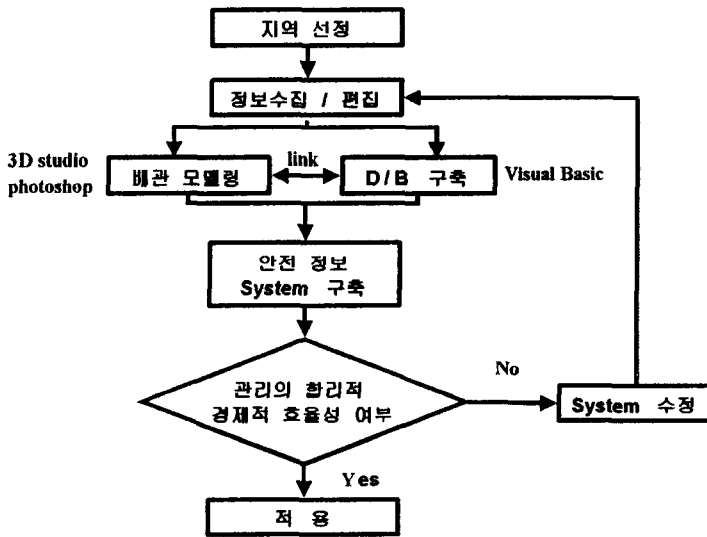 지역 선정
정보수집 / 편집
3D studio
photoshop
배관 모델링
link
D/B 구축
Visual Basic
안전 정보
System 구축
관리의 합리적
경제적 효율성 여부
No
System 수정
Yes
적 용